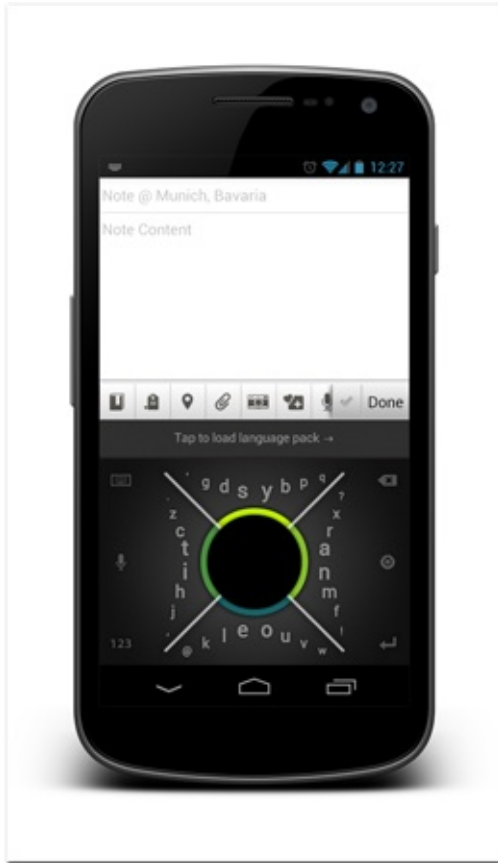 12:27
Note @ Munich, Bavaria
Note Content
Done
Tap to load language pack →
' g d s y b p q
. z c t i h j
? x r a n m f !
@ k l e o u v w
123